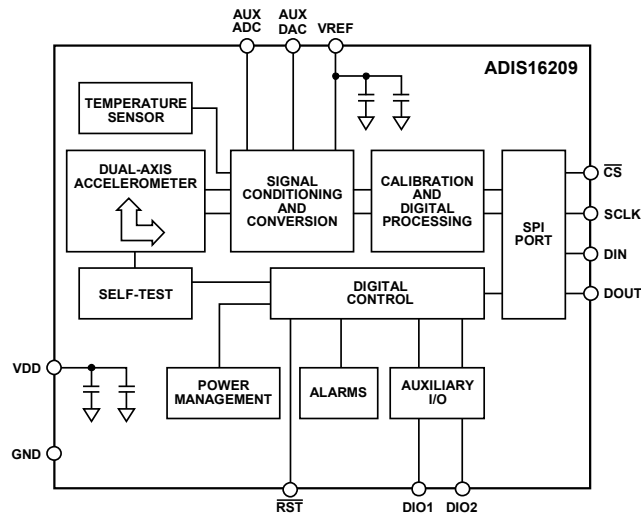 AUX
ADC
AUX
DAC
VREF
ADIS16209
TEMPERATURE
SENSOR
DUAL-AXIS
ACCELEROMETER
SIGNAL
CONDITIONING
AND
CONVERSION
CALIBRATION
AND
DIGITAL
PROCESSING
SPI
PORT
CS
SCLK
DIN
DOUT
SELF-TEST
DIGITAL
CONTROL
VDD
POWER
MANAGEMENT
ALARMS
AUXILIARY
I/O
GND
RST
DIO1
DIO2